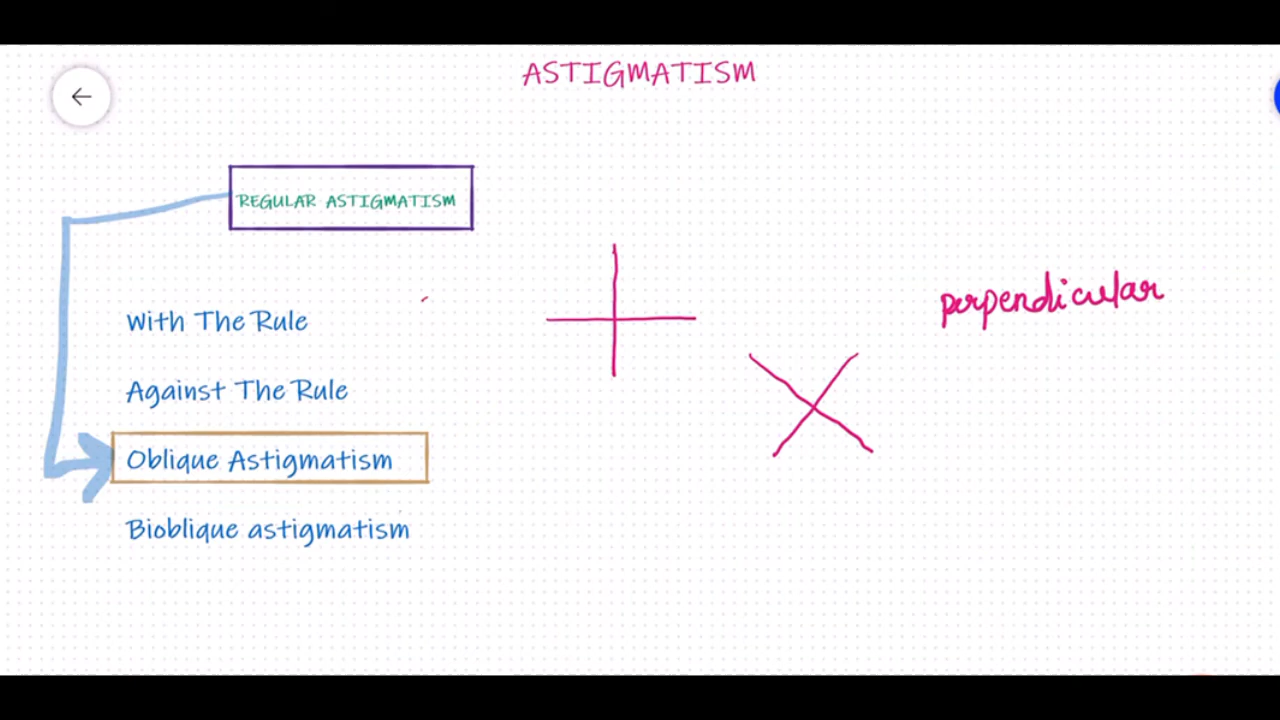 ASTIGMATISM
REGULAR ASTIGMATISM
With The Rule
perpendicular
Against The Rule
Oblique Astigmatism
Bioblique astigmatism